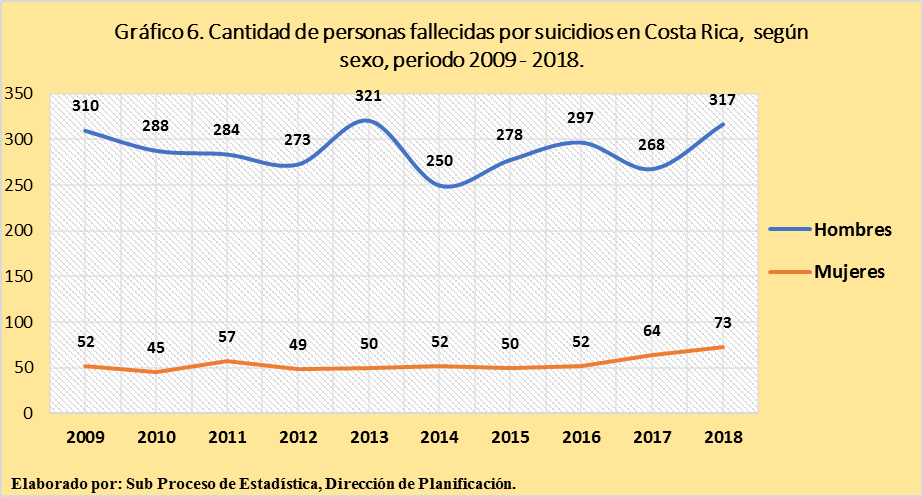 Gráfico 6. Cantidad de personas fallecidas por suicidios en Costa Rica, según
sexo, periodo 2009 - 2018.
350
300
250
200
150
100
50
0
310 288 284 273 321 250 278 297 268 317
52 45 57 49 50 52 50 52 64 73
2009 2010 2011 2012 2013 2014 2015 2016 2017 2018
Hombres
Mujeres
Elaborado por: Sub Proceso de Estadística, Dirección de Planificación.